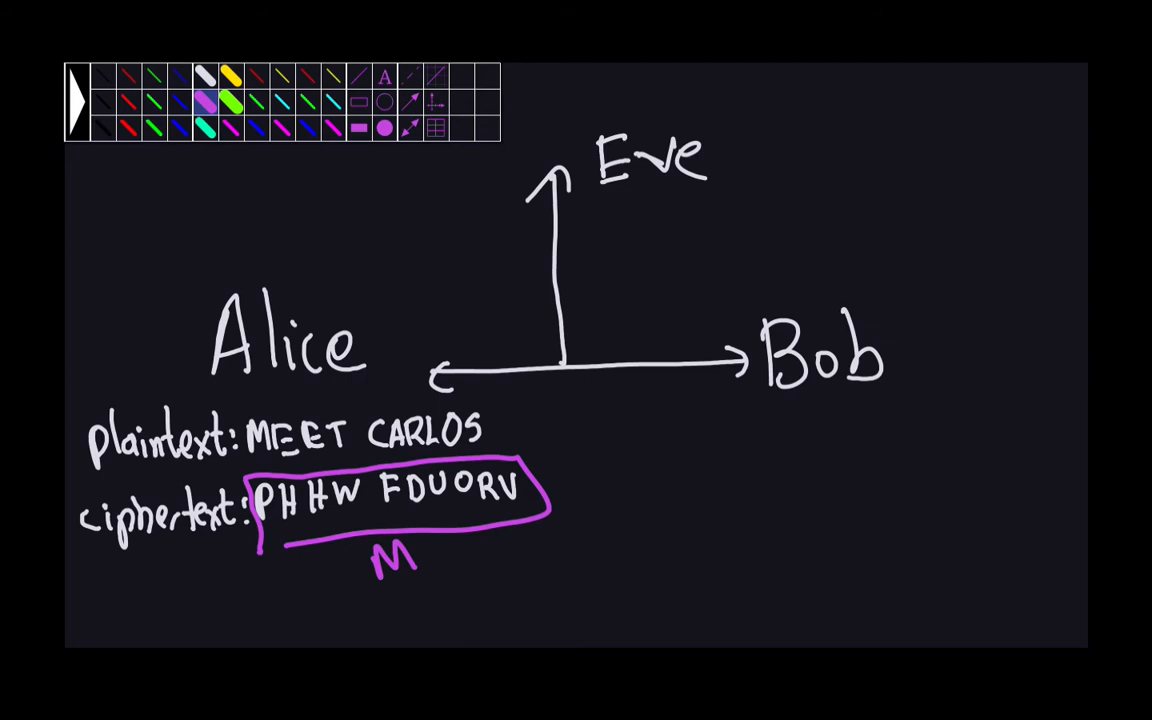 A
Eve
Alice
Bob
plaintext: MEET CARLOS
ciphertext: PHHW FDUORV
M